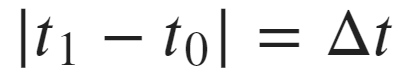 |t₁ − t₀| = Δt